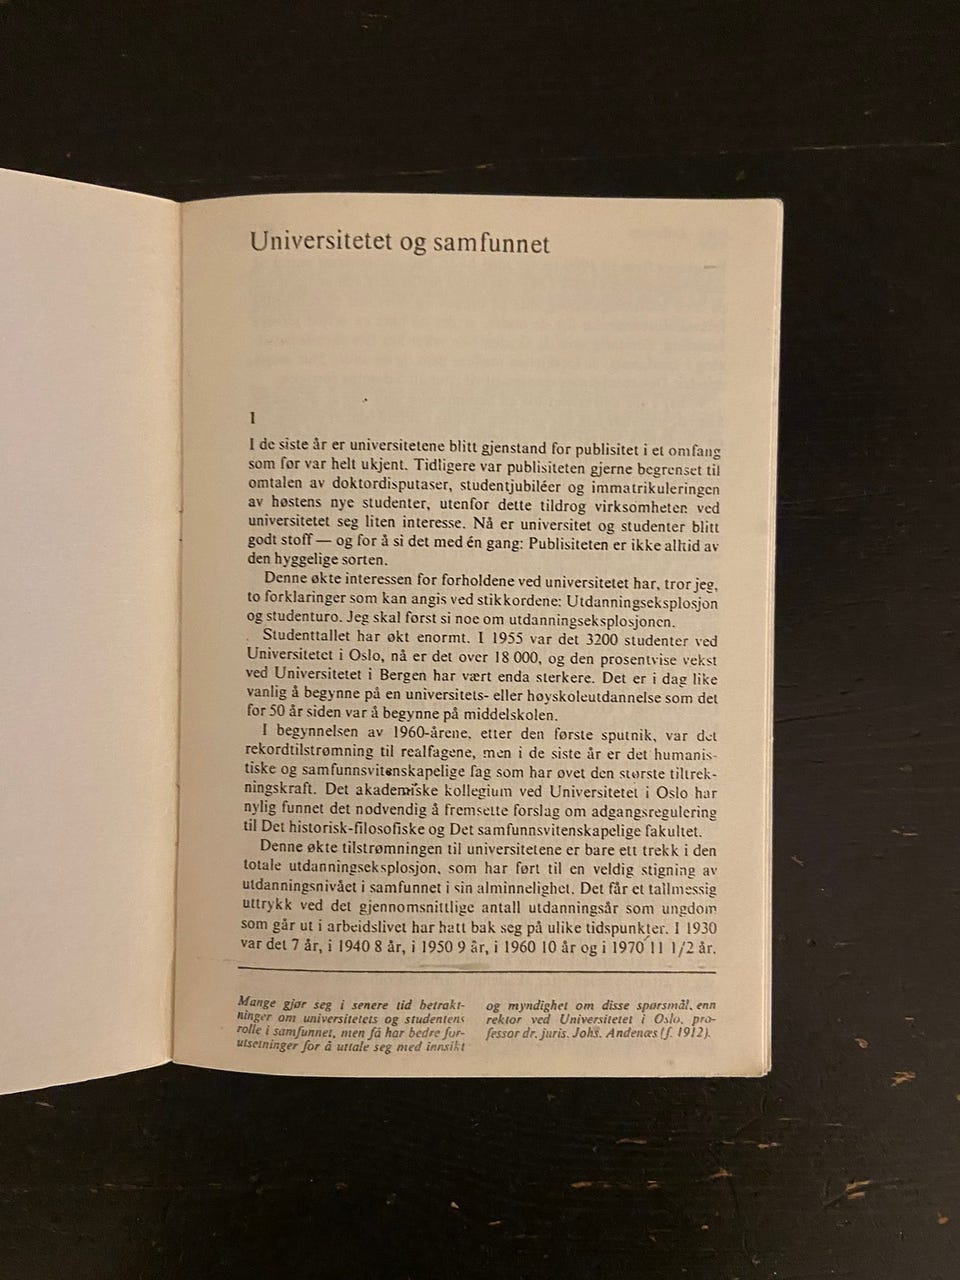 Universitetet og samfunnet
I
I de siste år er universitetene blitt gjenstand for publisitet i et omfang
som før var helt ukjent. Tidligere var publisiteten gjerne begrenset til
omtalen av doktordisputaser, studentjubiléer og immatrikuleringen
av høstens nye studenter, utenfor dette tildrog virksomheten ved
universitetet seg liten interesse. Nå er universitet og studenter blitt
godt stoff — og for å si det med én gang: Publisiteten er ikke alltid av
den hyggelige sorten.
Denne økte interessen for forholdene ved universitetet har, tror jeg,
to forklaringer som kan angis ved stikkordene: Utdanningseksplosjon
og studenturo. Jeg skal først si noe om utdanningseksplosjonen.
Studenttallet har økt enormt. I 1955 var det 3200 studenter ved
Universitetet i Oslo, nå er det over 18 000, og den prosentvise vekst
ved Universitetet i Bergen har vært enda sterkere. Det er i dag like
vanlig å begynne på en universitets- eller høyskoleutdannelse som det
for 50 år siden var å begynne på middelskolen.
I begynnelsen av 1960-årene, etter den første sputnik, var det
rekordtilstrømning til realfagene, men i de siste år er det humanis-
tiske og samfunnsvitenskapelige fag som har øvet den største tiltrek-
ningskraft. Det akademiske kollegium ved Universitetet i Oslo har
nylig funnet det nødvendig å fremsette forslag om adgangsregulering
til Det historisk-filosofiske og Det samfunnsvitenskapelige fakultet.
Denne økte tilstrømningen til universitetene er bare ett trekk i den
totale utdanningseksplosjon, som har ført til en veldig stigning av
utdanningsnivået i samfunnet i sin alminnelighet. Det får et tallmessig
uttrykk ved det gjennomsnittlige antall utdanningsår som ungdom
som går ut i arbeidslivet har hatt bak seg på ulike tidspunkter. I 1930
var det 7 år, i 1940 8 år, i 1950 9 år, i 1960 10 år og i 1970 11 1/2 år.
Mange gjør seg i senere tid betrakt-
ninger om universitetets og studentens
rolle i samfunnet, men få har bedre for-
utsetninger for å uttale seg med innsikt
og myndighet om disse spørsmål, enn
rektor ved Universitetet i Oslo, pro-
fessor dr. juris. Johs. Andenæs (f. 1912).